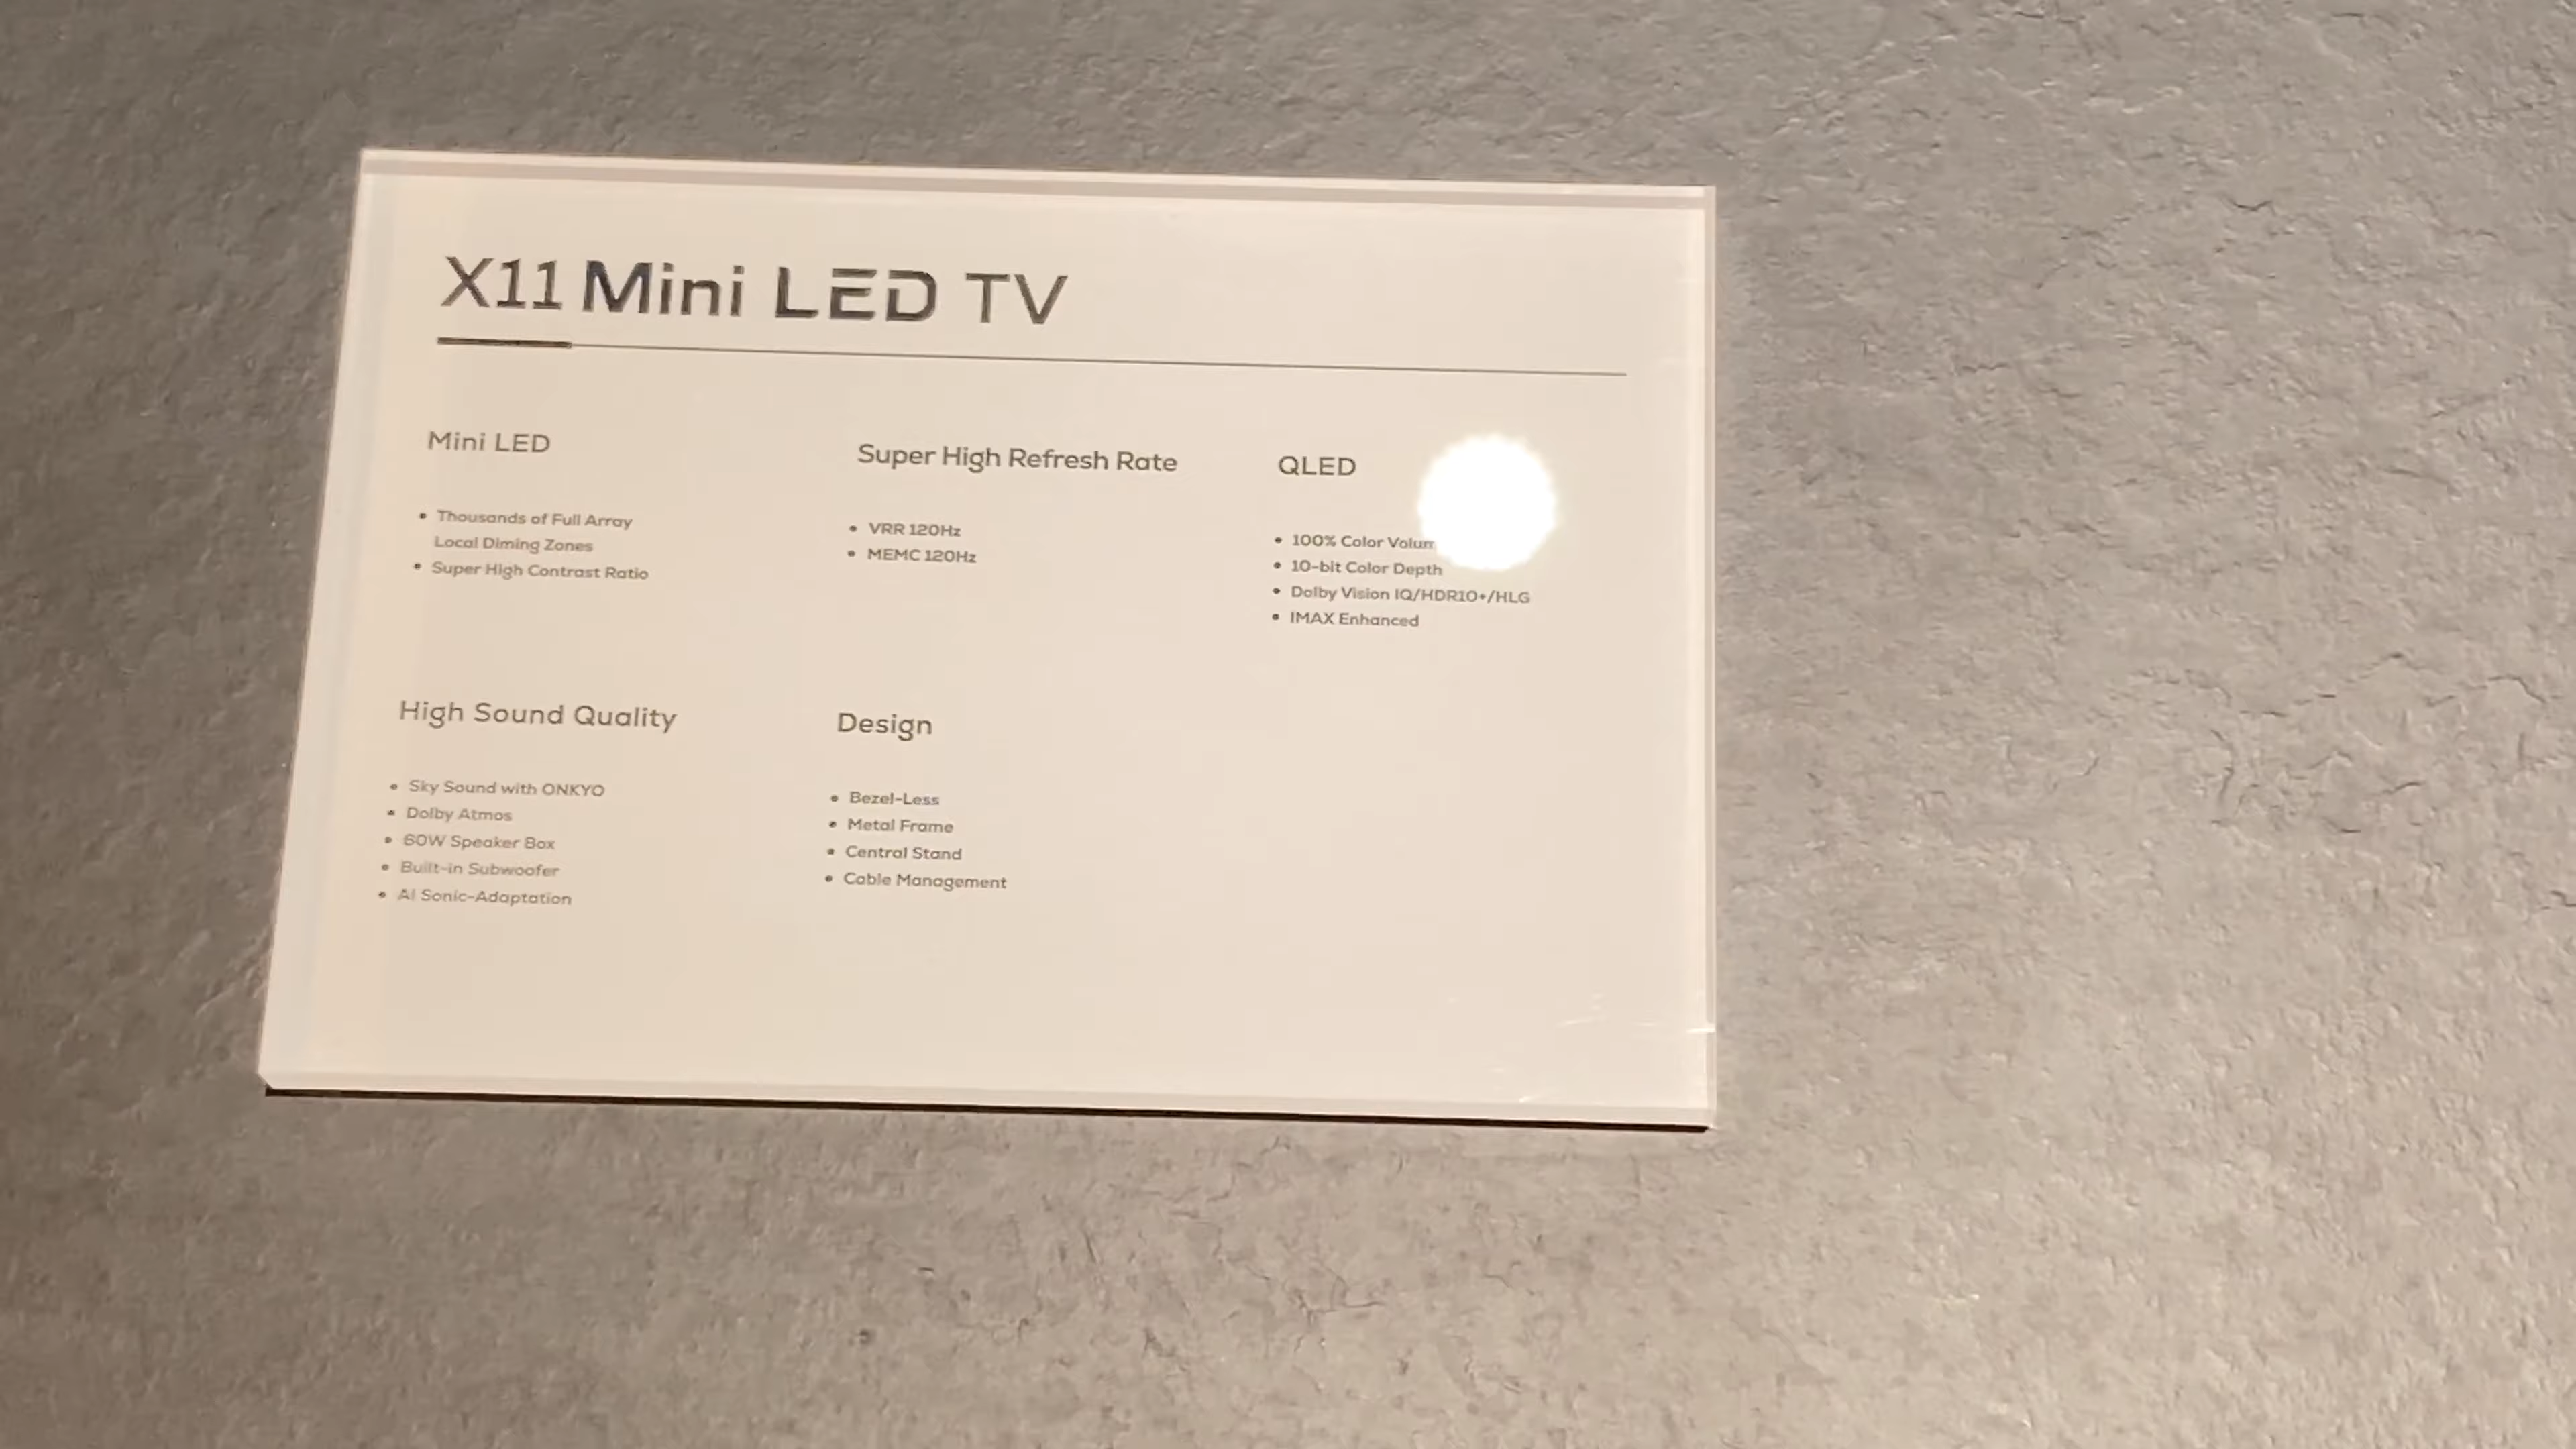 X11 Mini LED TV
Mini LED
• Thousands of Full Array
Local Diming Zones
• Super High Contrast Ratio
Super High Refresh Rate
• VRR 120Hz
• MEMC 120Hz
QLED
• 100% Color
• 10-bit Color Depth
• Dolby Vision IQ/HDR10+/HLG
• IMAX Enhanced
High Sound Quality
• Sky Sound with ONKYO
• Dolby Atmos
• 60W Speaker Box
• Built-in Subwoofer
• AI Sonic-Adaptation
Design
• Bezel-Less
• Metal Frame
• Central Stand
• Cable Management